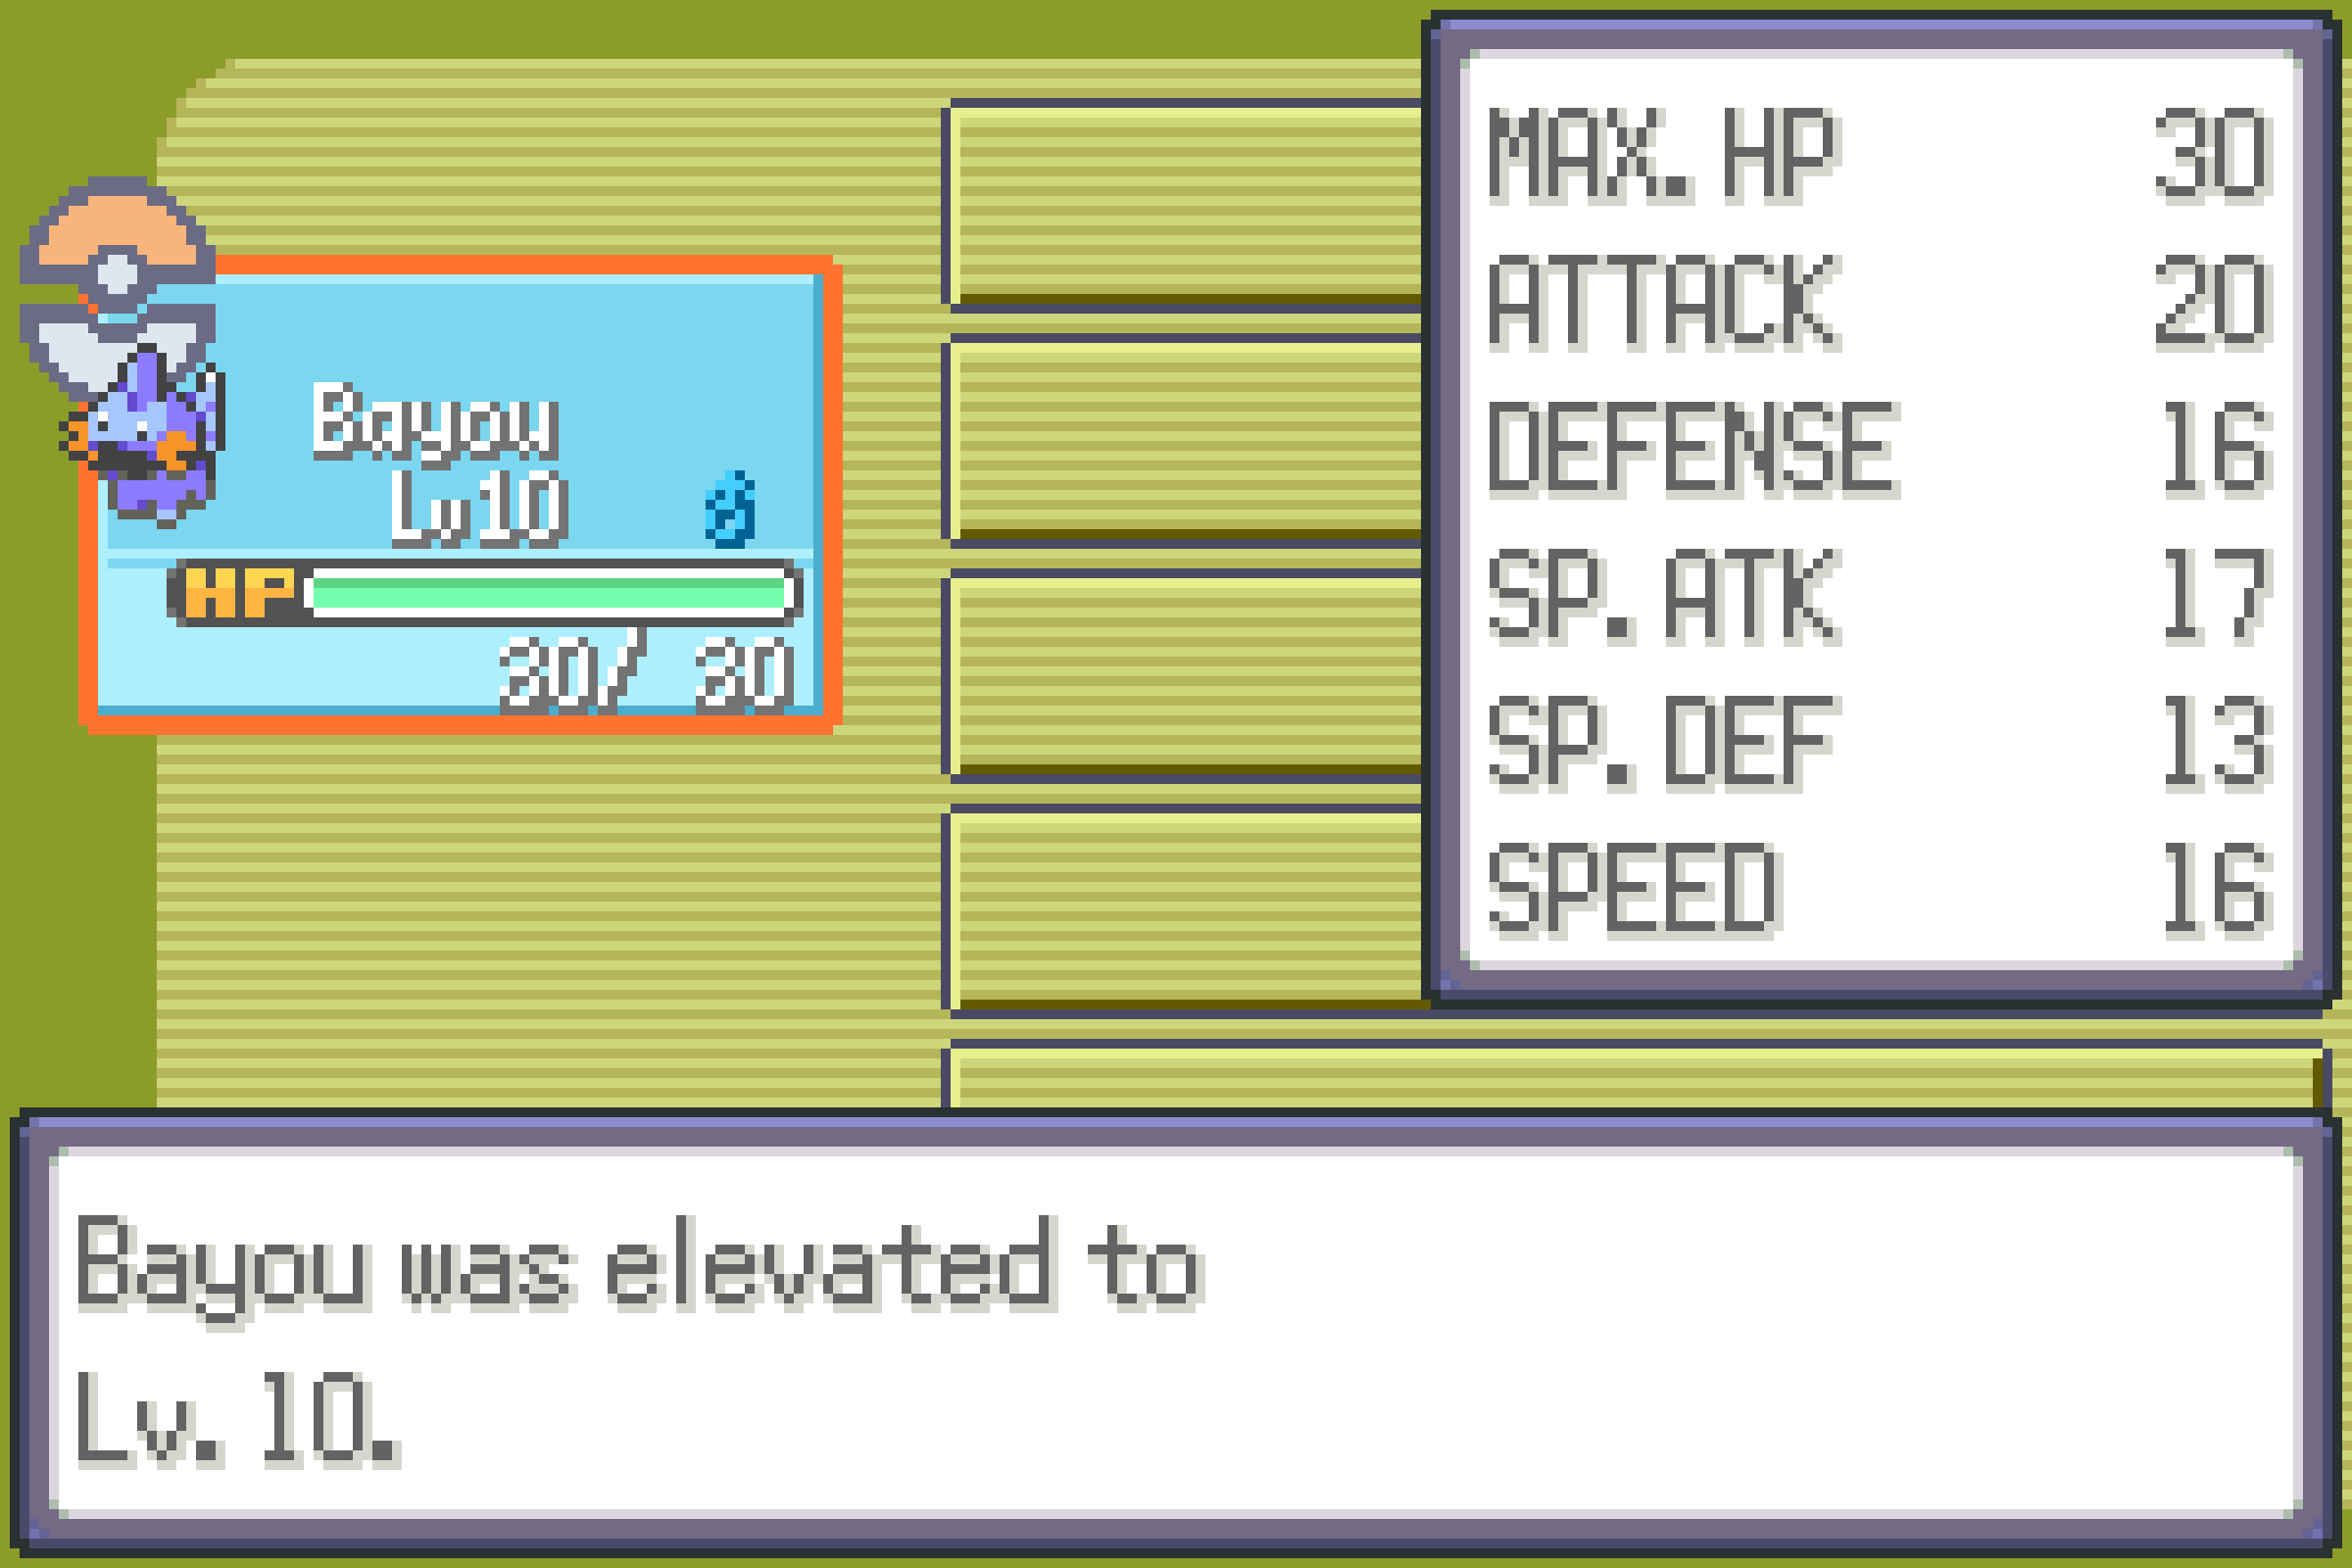 Bayou
Lv10
HP
30/ 30
MAX. HP 30
ATTACK 20
DEFENSE 16
SP. ATK 17
SP. DEF 13
SPEED 16
Bayou was elevated to
Lv. 10.